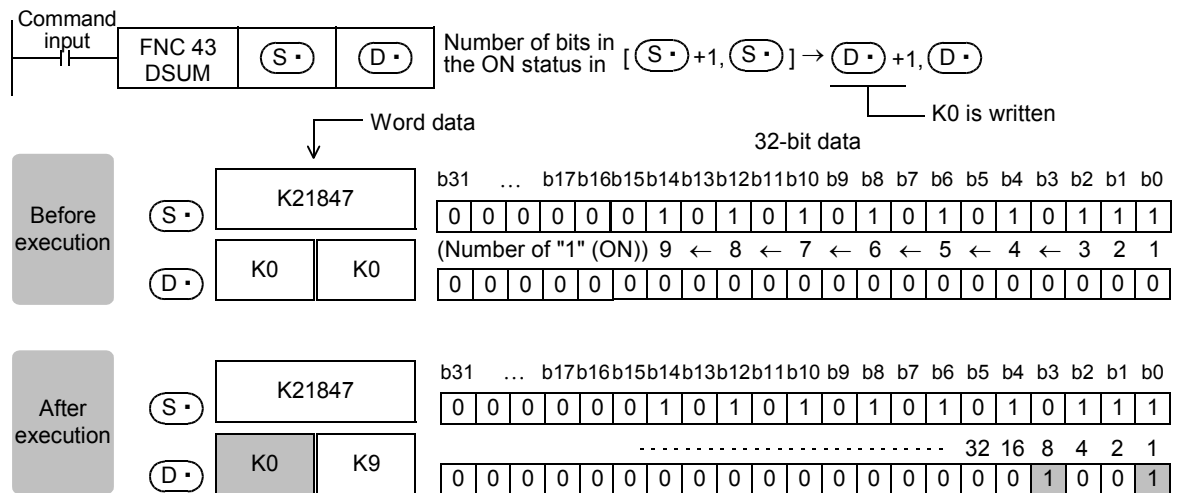 Command input
FNC 43 DSUM
S・
D・
Number of bits in the ON status in [ S・ +1, S・ ] → D・ +1, D・
K0 is written
Word data
32-bit data
Before execution
b31 … b17 b16 b15 b14 b13 b12 b11 b10 b9 b8 b7 b6 b5 b4 b3 b2 b1 b0
S・ K21847 0 0 0 0 0 0 1 0 1 0 1 0 1 0 1 0 1 0 1 1 1
(Number of "1" (ON)) 9 ← 8 ← 7 ← 6 ← 5 ← 4 ← 3 2 1
D・ K0 K0 0 0 0 0 0 0 0 0 0 0 0 0 0 0 0 0 0 0 0 0 0
After execution
b31 … b17 b16 b15 b14 b13 b12 b11 b10 b9 b8 b7 b6 b5 b4 b3 b2 b1 b0
S・ K21847 0 0 0 0 0 0 1 0 1 0 1 0 1 0 1 0 1 0 1 1 1
32 16 8 4 2 1
D・ K0 K9 0 0 0 0 0 0 0 0 0 0 0 0 0 0 0 0 0 1 0 0 1